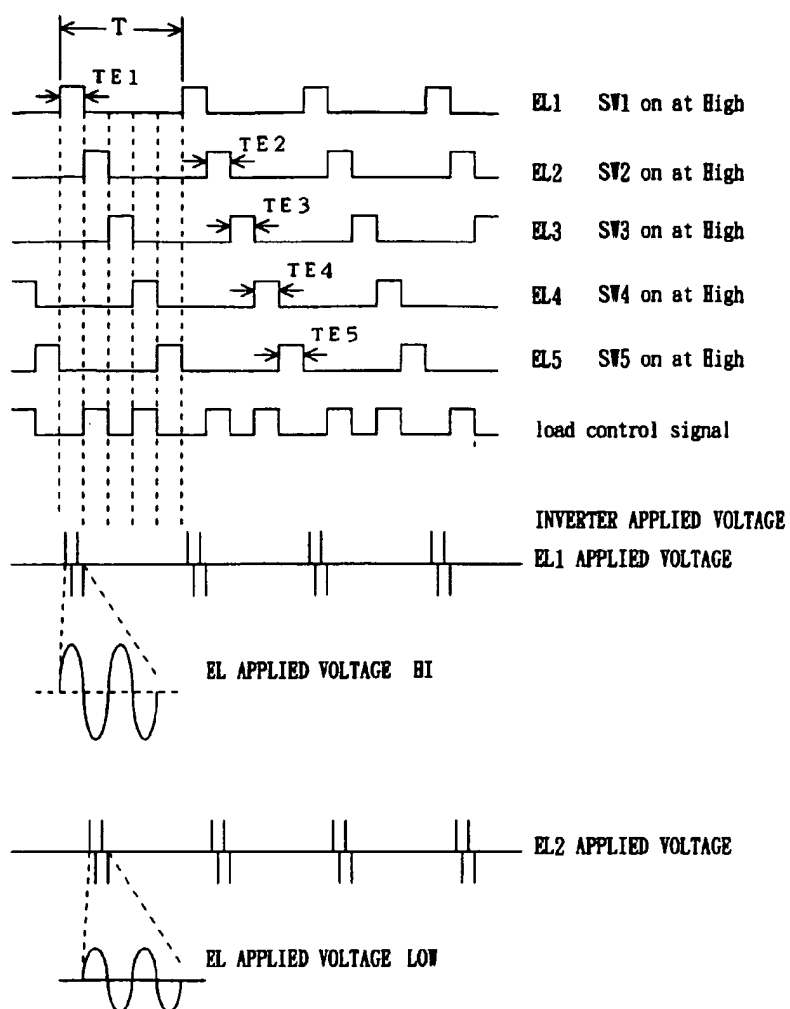 T
TE1
EL1 SW1 on at High
TE2
EL2 SW2 on at High
TE3
EL3 SW3 on at High
TE4
EL4 SW4 on at High
TE5
EL5 SW5 on at High
load control signal
INVERTER APPLIED VOLTAGE
EL1 APPLIED VOLTAGE
EL APPLIED VOLTAGE HI
EL2 APPLIED VOLTAGE
EL APPLIED VOLTAGE LOW